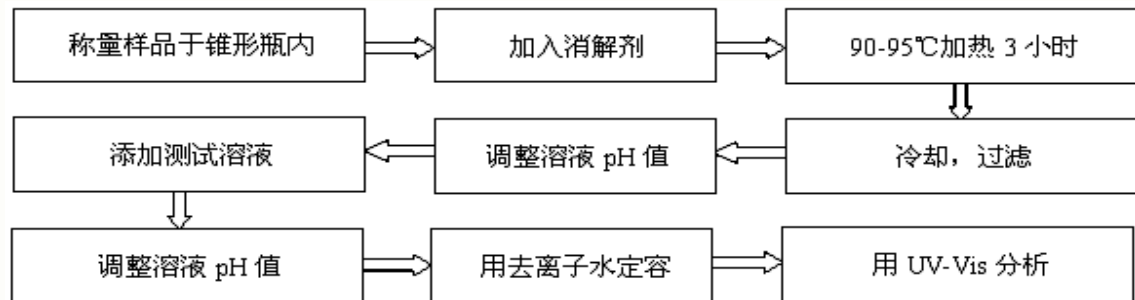 称量样品于锥形瓶内
加入消解剂
90-95℃加热 3 小时
冷却，过滤
调整溶液 pH 值
添加测试溶液
调整溶液 pH 值
用去离子水定容
用 UV-Vis 分析